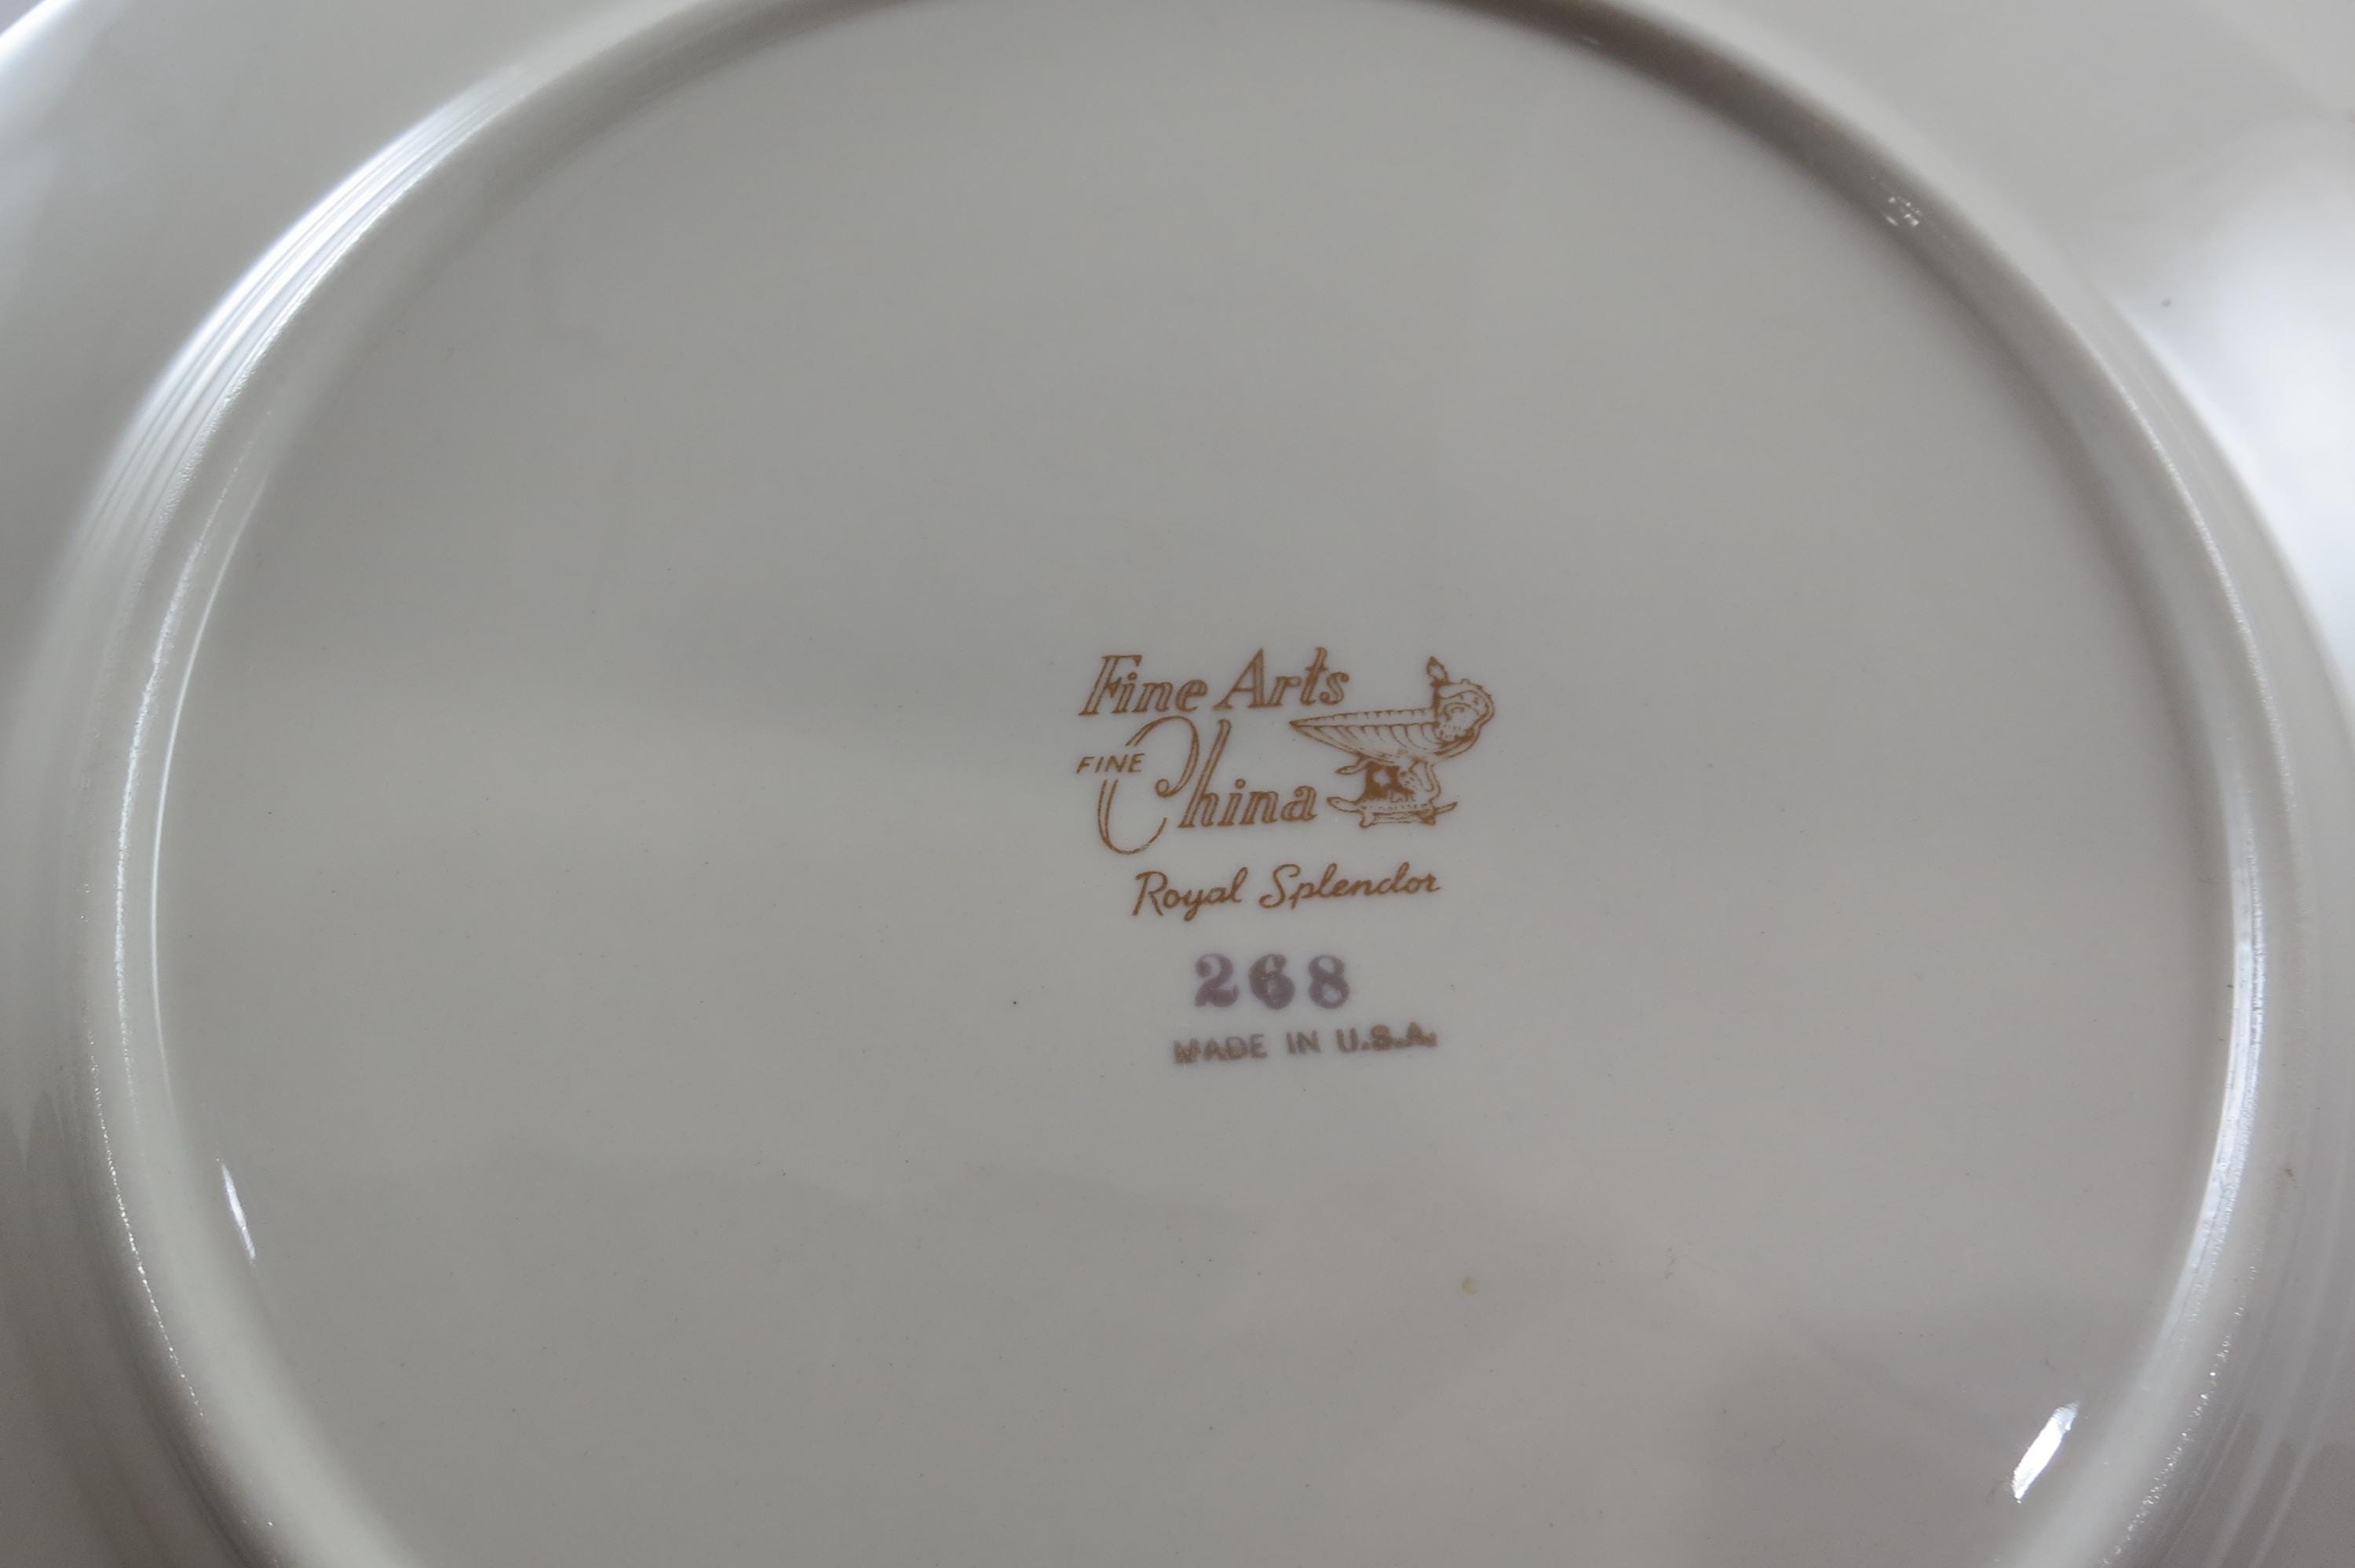 Fine Arts
FINE China
Royal Splendor
268
MADE IN U.S.A.